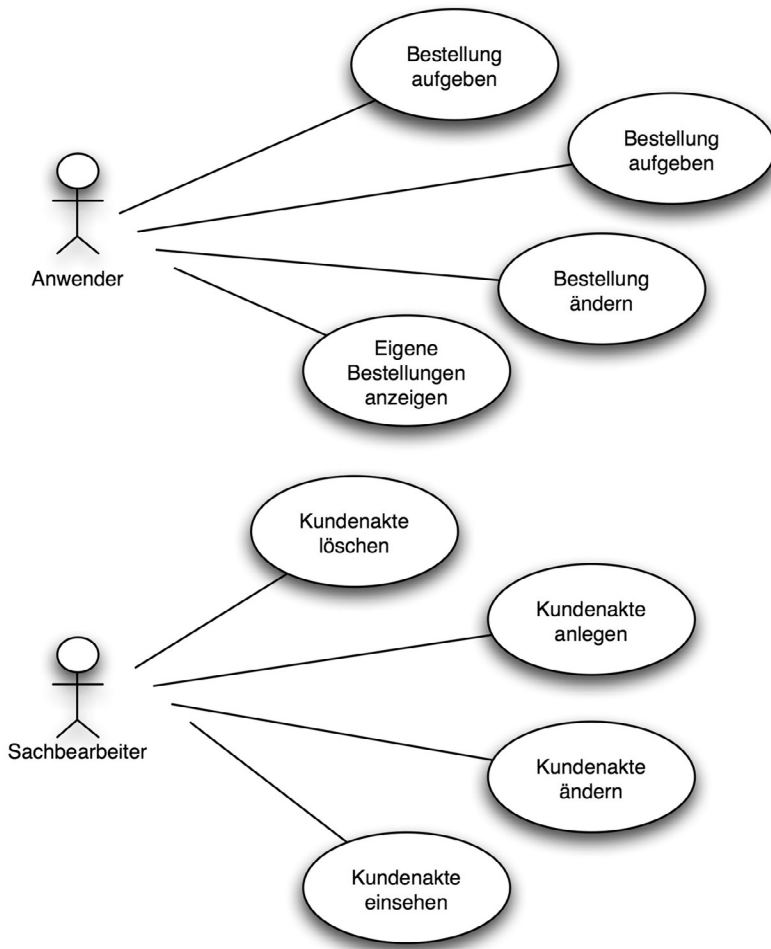 Bestellung
aufgeben
Bestellung
aufgeben
Anwender
Bestellung
ändern
Eigene
Bestellungen
anzeigen
Kundenakte
löschen
Kundenakte
anlegen
Sachbearbeiter
Kundenakte
ändern
Kundenakte
einsehen